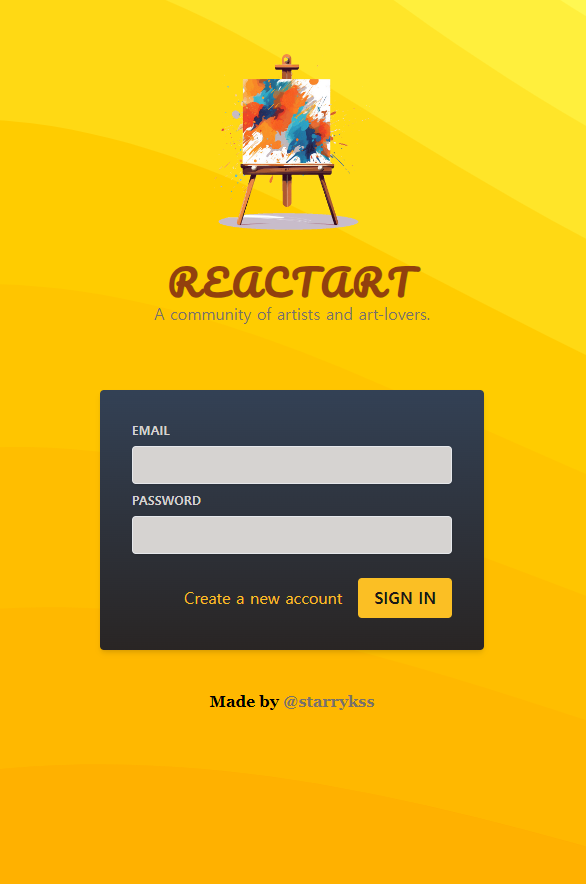 REACTART
A community of artists and art-lovers.
EMAIL
PASSWORD
Create a new account
SIGN IN
Made by @starrykss